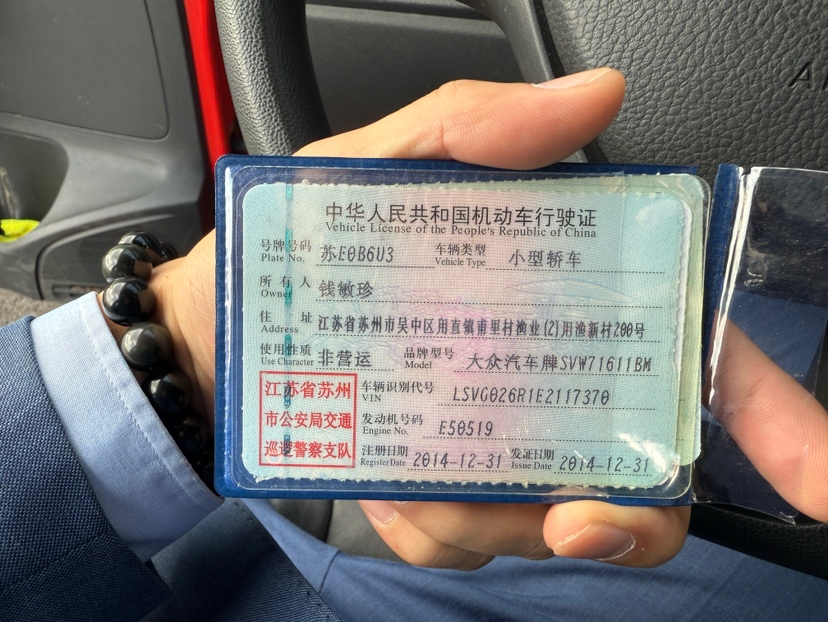 中华人民共和国机动车行驶证
Vehicle License of the People's Republic of China
号牌号码 苏E0B6U3 车辆类型 小型轿车
Plate No. Vehicle Type
所有人 钱敏珍
Owner
住址 江苏省苏州市吴中区甪直镇甫里村渔业(2)甪渔新村200号
Address
使用性质 非营运 品牌型号 大众汽车牌SVW71611BM
Use Character Model
江苏省苏州
市公安局交通
巡逻警察支队
车辆识别代号 LSVG026R1E2117370
VIN
发动机号码 E50519
Engine No.
注册日期 2014-12-31 发证日期 2014-12-31
Register Date Issue Date